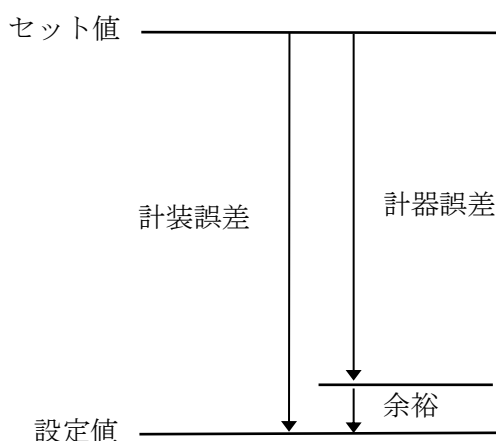 セット値
計装誤差
計器誤差
余裕
設定値